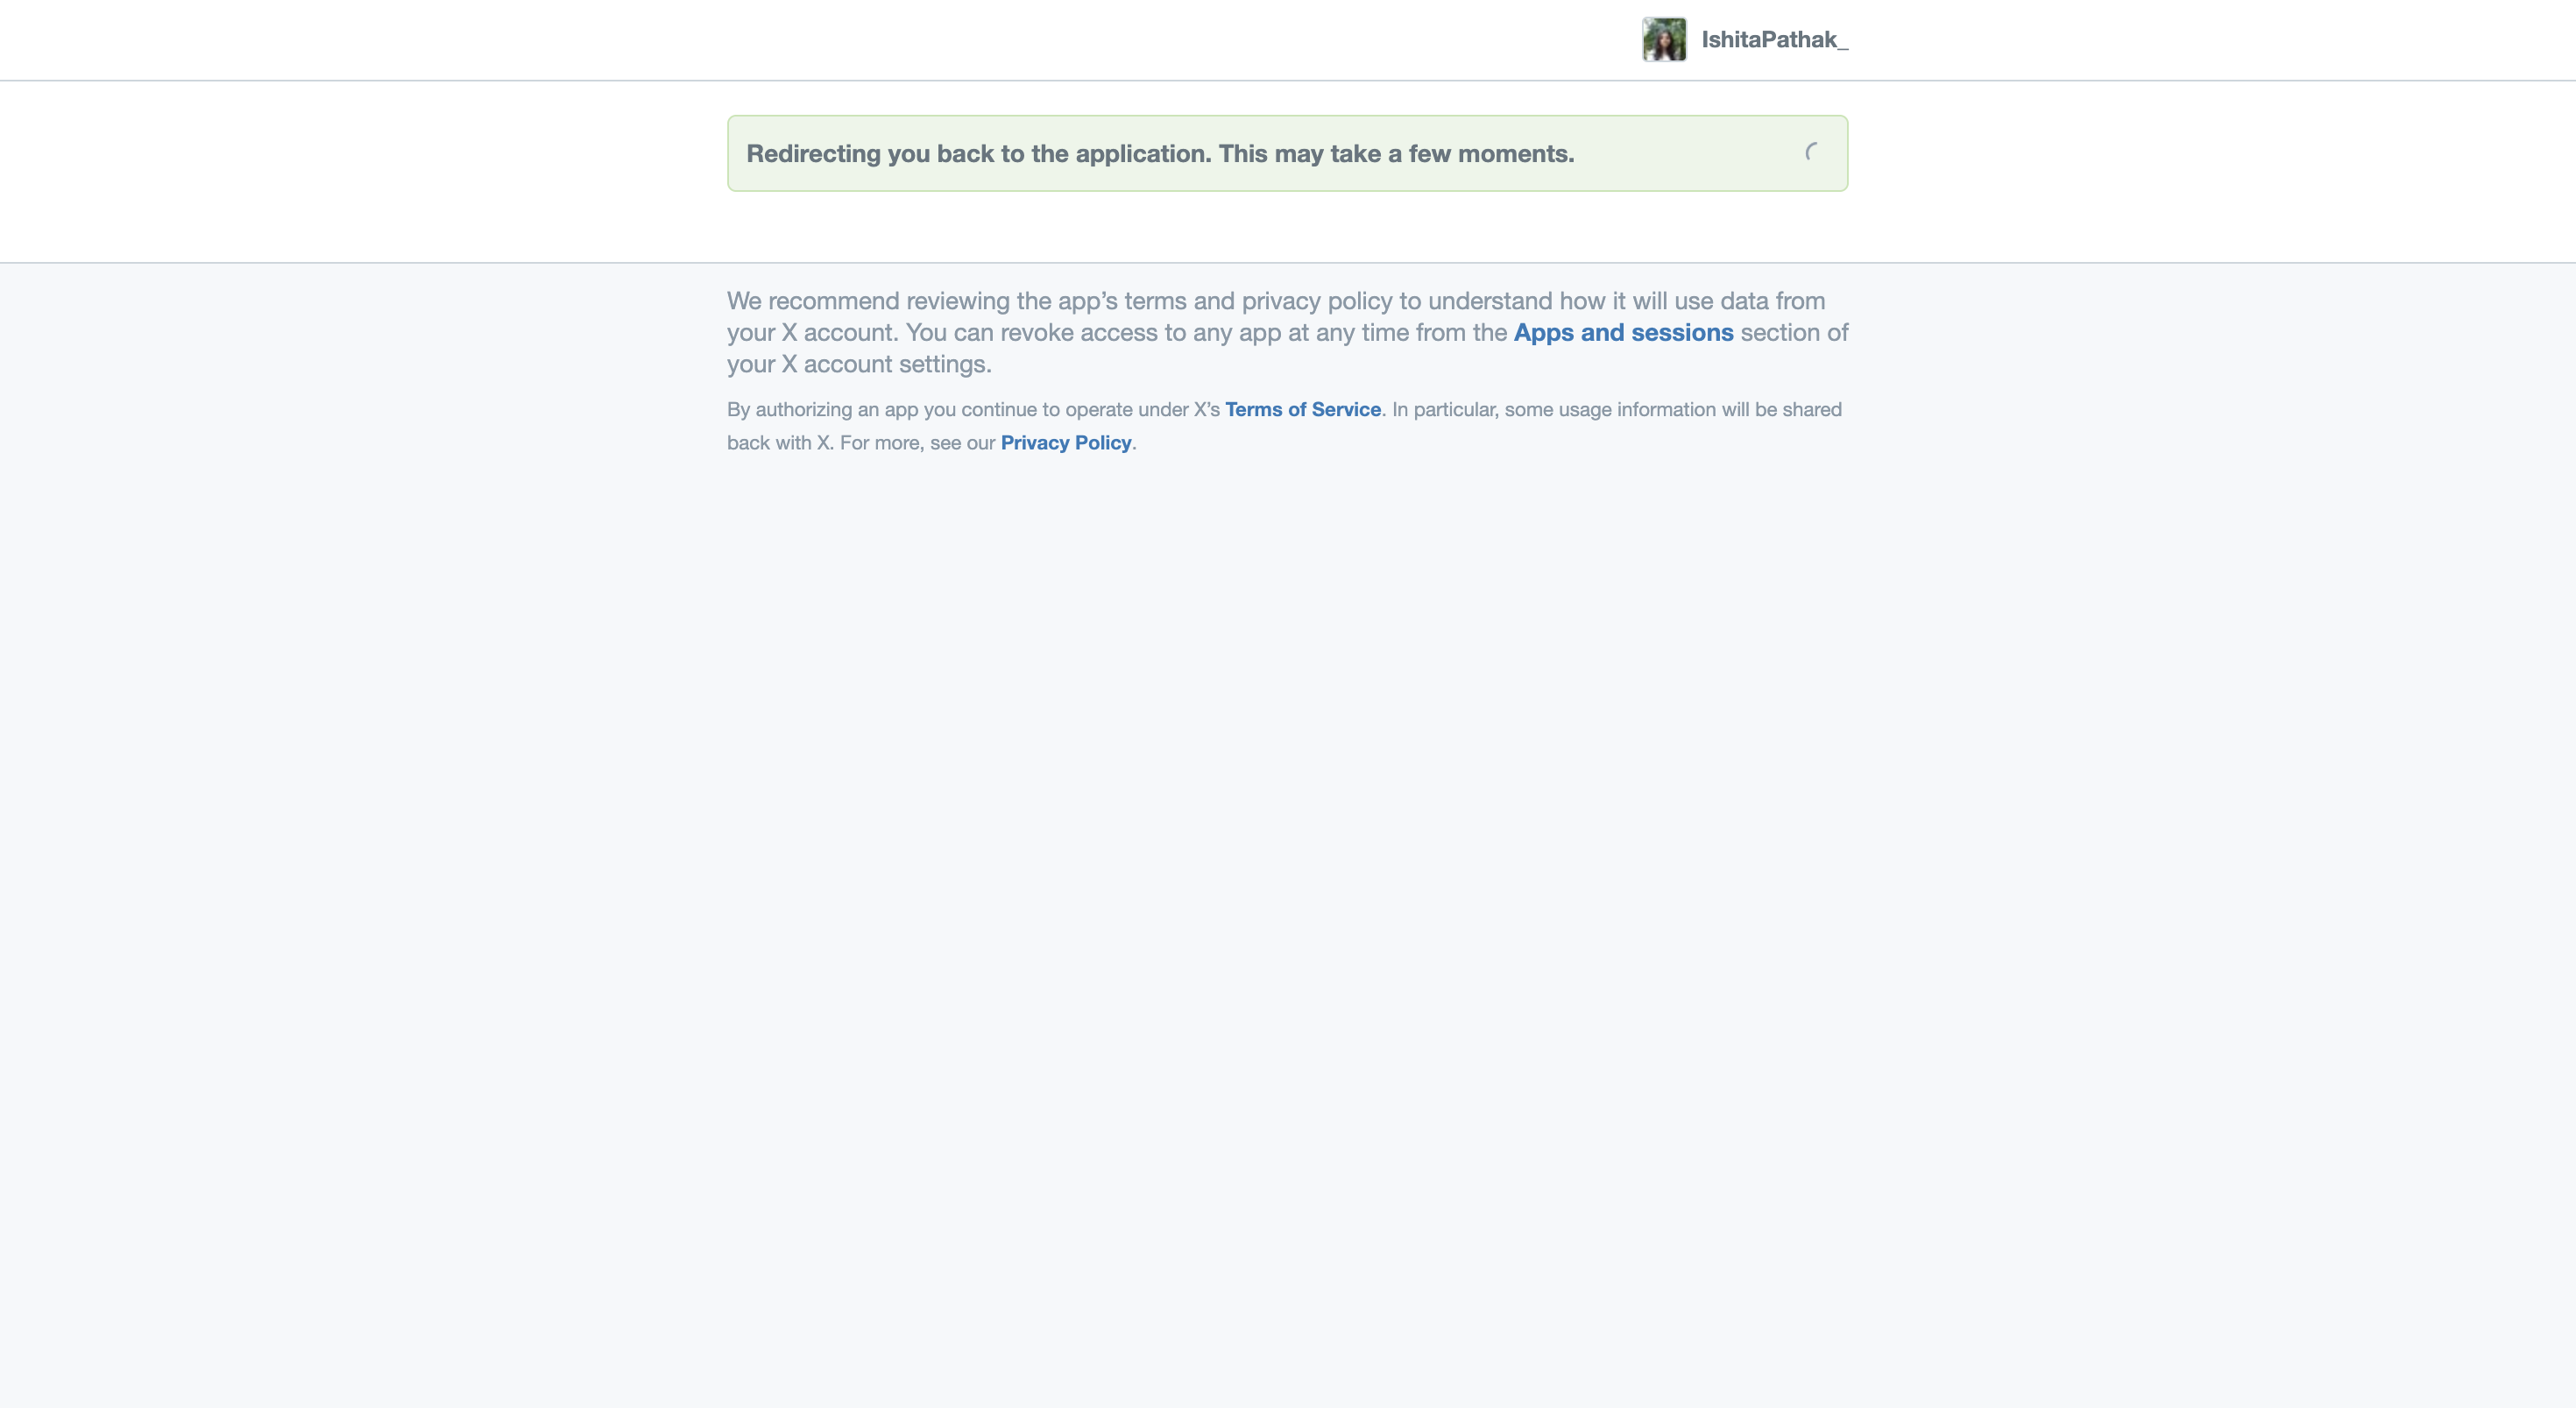 IshitaPathak_
Redirecting you back to the application. This may take a few moments.
We recommend reviewing the app’s terms and privacy policy to understand how it will use data from
your X account. You can revoke access to any app at any time from the Apps and sessions section of
your X account settings.
By authorizing an app you continue to operate under X’s Terms of Service. In particular, some usage information will be shared
back with X. For more, see our Privacy Policy.